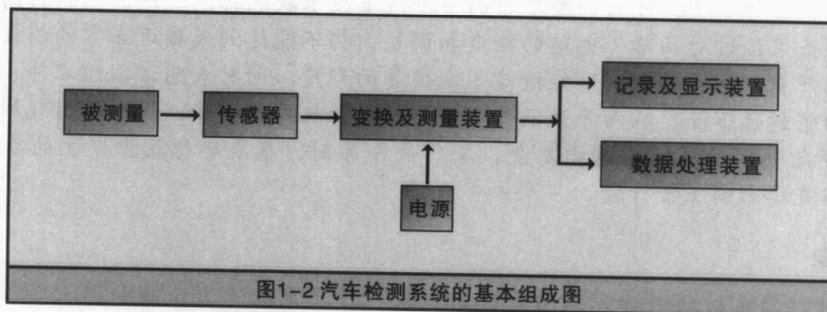 被测量
传感器
变换及测量装置
记录及显示装置
数据处理装置
电源
图1-2 汽车检测系统的基本组成图